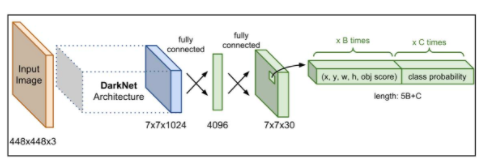 fully
connected
fully
connected
x B times
x C times
Input
Image
DarkNet
Architecture
(x, y, w, h, obj score)
class probability
length: 5B+C
448x448x3
7x7x1024
4096
7x7x30